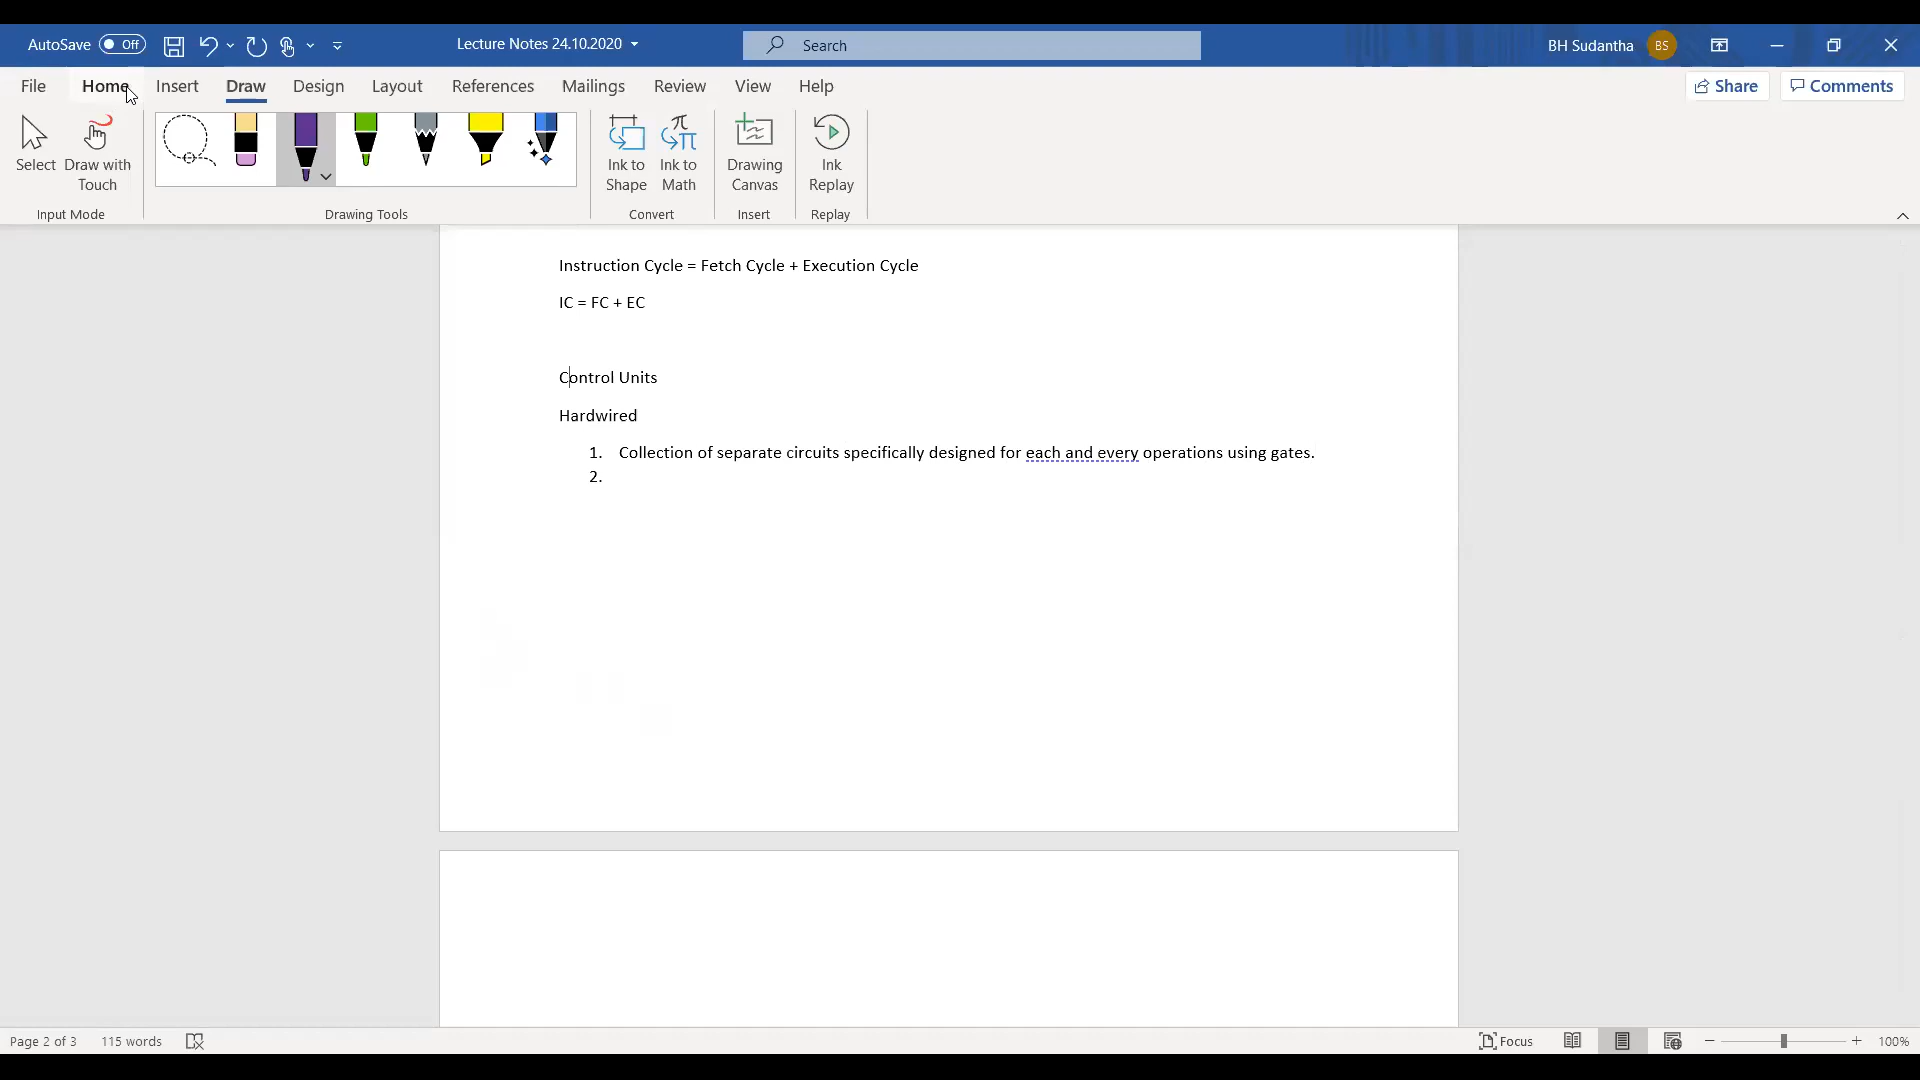 AutoSave Off Lecture Notes 24.10.2020 Search BH Sudantha BS
File Home Insert Draw Design Layout References Mailings Review View Help Share Comments
Select
Draw with
Touch
Ink to
Shape
Ink to
Math
Drawing
Canvas
Ink
Replay
Input Mode Drawing Tools Convert Insert Replay
Instruction Cycle = Fetch Cycle + Execution Cycle
IC = FC + EC
Control Units
Hardwired
1. Collection of separate circuits specifically designed for each and every operations using gates.
2.
Page 2 of 3 115 words Focus 100%